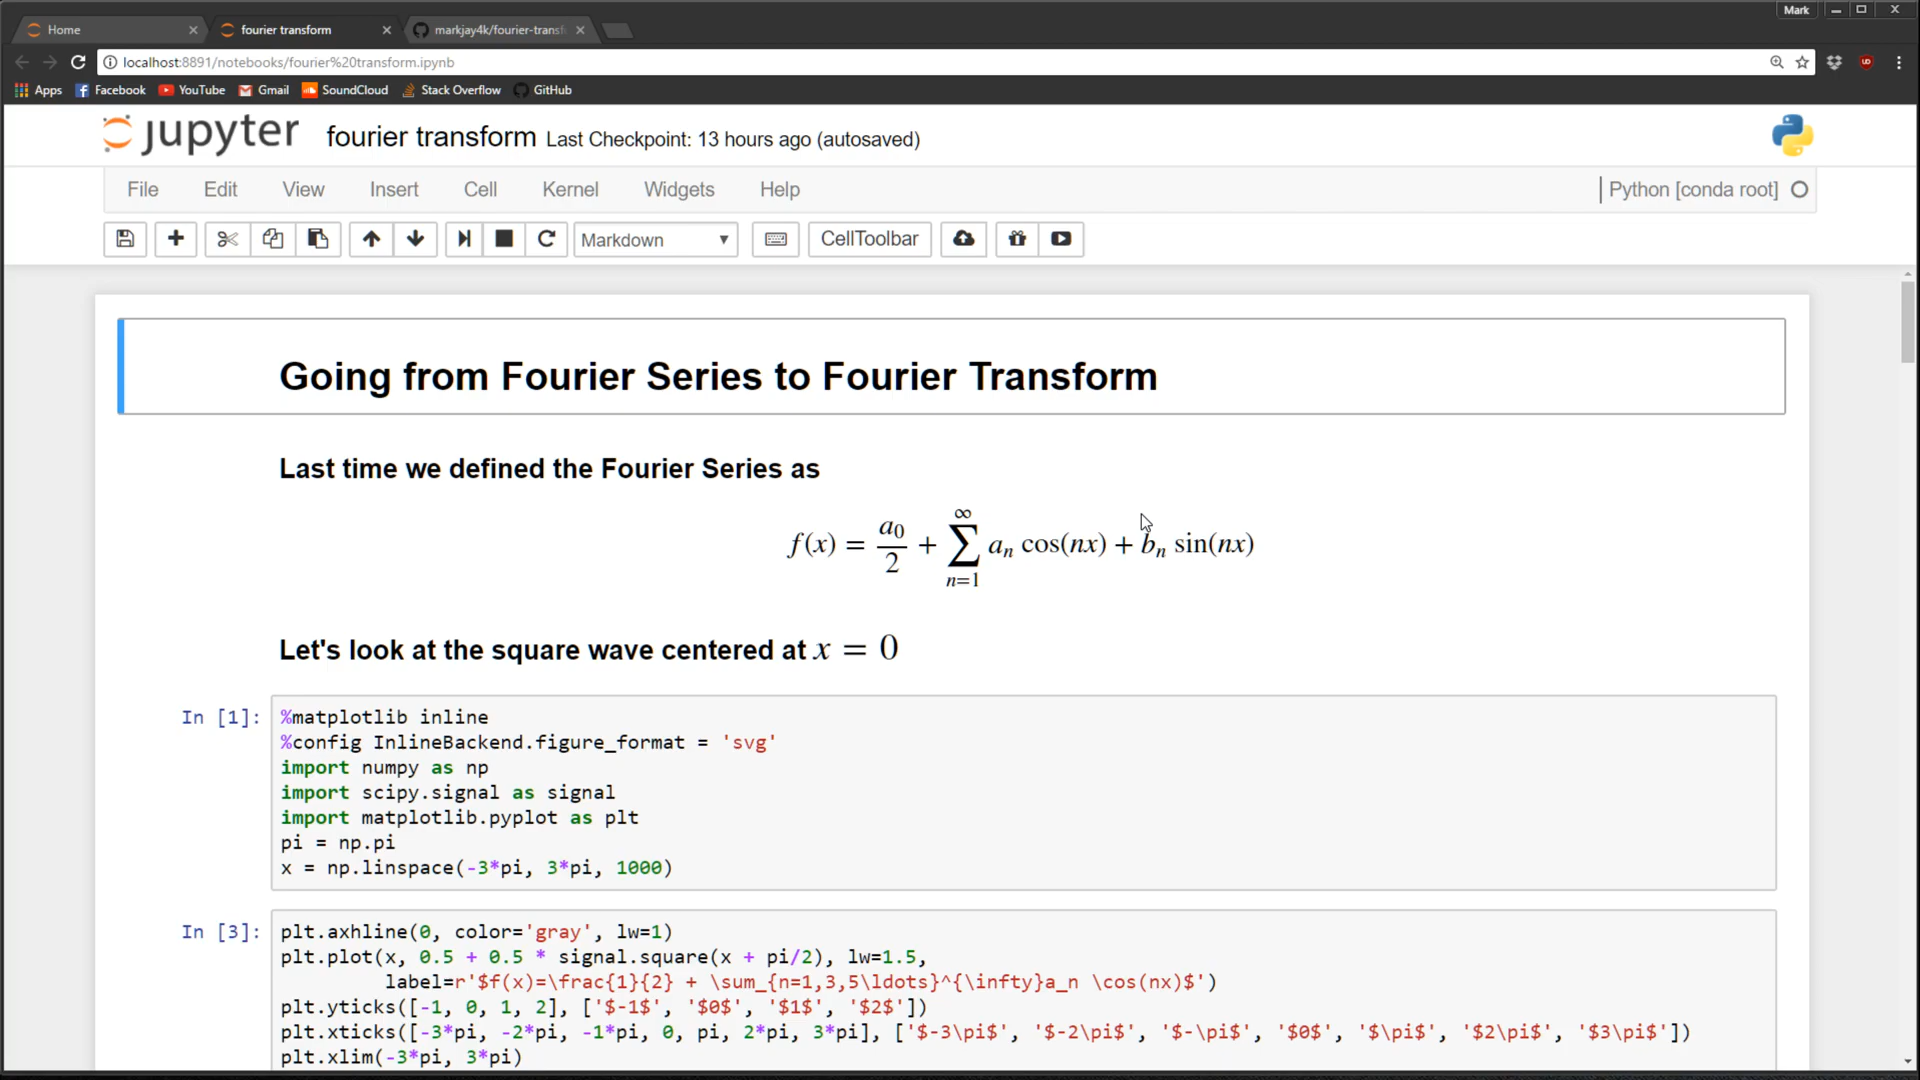 Mark
Home
fourier transform
markjay4k/fourier-transf
localhost:8891/notebooks/fourier%20transform.ipynb
Apps Facebook YouTube Gmail SoundCloud Stack Overflow GitHub
jupyter fourier transform Last Checkpoint: 13 hours ago (autosaved)
File Edit View Insert Cell Kernel Widgets Help Python [conda root]
Markdown CellToolbar
Going from Fourier Series to Fourier Transform
Last time we defined the Fourier Series as
f(x) = a₀/2 + ∑_{n=1}^{∞} aₙ cos(nx) + bₙ sin(nx)
Let's look at the square wave centered at x = 0
In [1]:
%matplotlib inline
%config InlineBackend.figure_format = 'svg'
import numpy as np
import scipy.signal as signal
import matplotlib.pyplot as plt
pi = np.pi
x = np.linspace(-3*pi, 3*pi, 1000)
In [3]:
plt.axhline(0, color='gray', lw=1)
plt.plot(x, 0.5 + 0.5 * signal.square(x + pi/2), lw=1.5,
label=r'$f(x)=\frac{1}{2} + \sum_{n=1,3,5\ldots}^{\infty}a_n \cos(nx)$')
plt.yticks([-1, 0, 1, 2], ['$-1$', '$0$', '$1$', '$2$'])
plt.xticks([-3*pi, -2*pi, -1*pi, 0, pi, 2*pi, 3*pi], ['$-3\pi$', '$-2\pi$', '$-\pi$', '$0$', '$\pi$', '$2\pi$', '$3\pi$'])
plt.xlim(-3*pi, 3*pi)